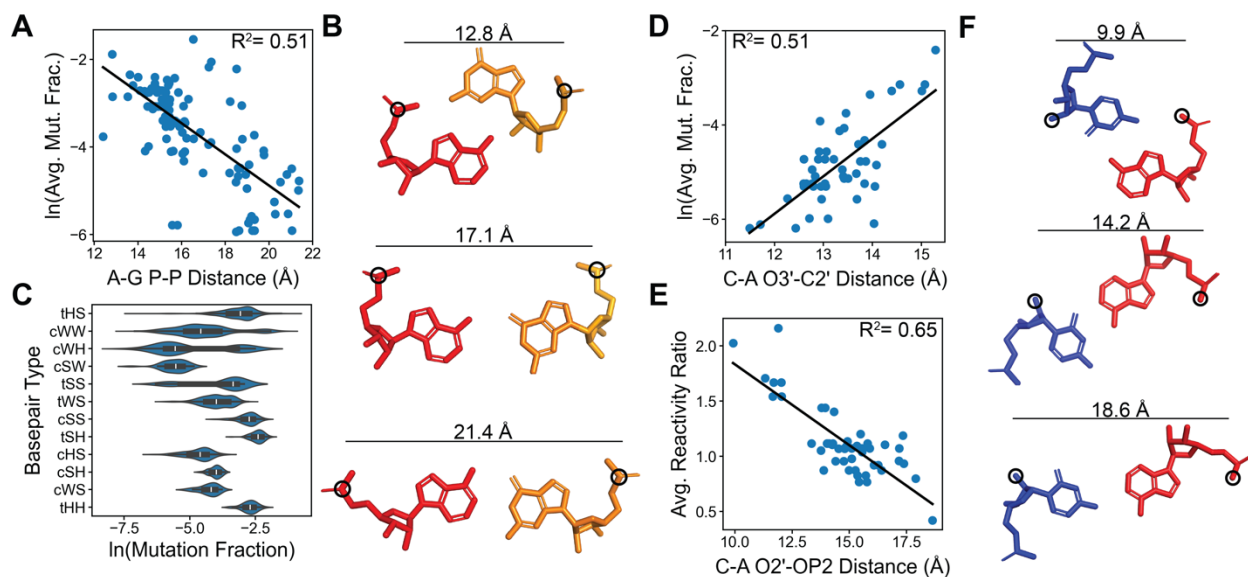 A
R²= 0.51
ln(Avg. Mut. Frac.)
−2
−4
−6
12 14 16 18 20 22
A-G P-P Distance (Å)
B
12.8 Å
17.1 Å
21.4 Å
C
Basepair Type
tHS
cWW
cWH
cSW
tSS
tWS
cSS
tSH
cHS
cSH
cWS
tHH
-7.5 -5.0 -2.5
ln(Mutation Fraction)
D
R²= 0.51
ln(Avg. Mut. Frac.)
−2
−4
−6
12 13 14 15
C-A O3'-C2' Distance (Å)
E
R²= 0.65
Avg. Reactivity Ratio
2.0
1.5
1.0
0.5
10.0 12.5 15.0 17.5
C-A O2'-OP2 Distance (Å)
F
9.9 Å
14.2 Å
18.6 Å